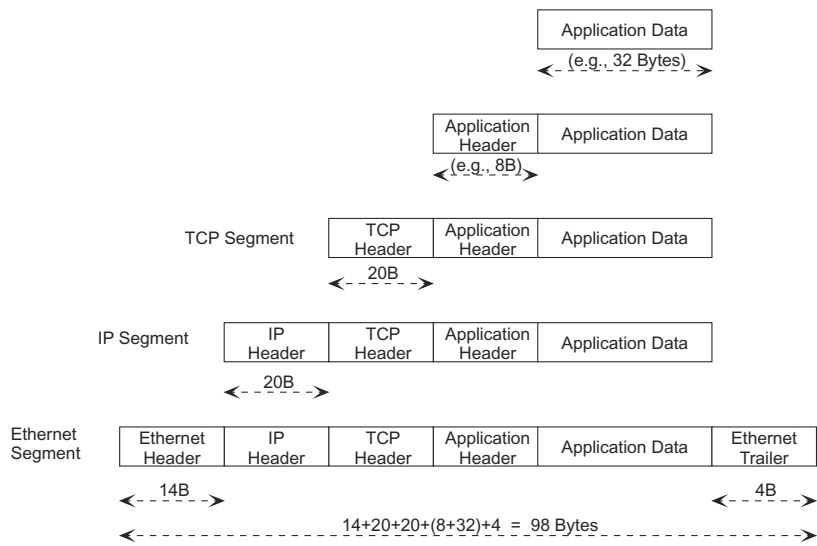 Application Data
(e.g., 32 Bytes)
Application
Header
Application Data
(e.g., 8B)
TCP Segment
TCP
Header
Application
Header
Application Data
20B
IP Segment
IP
Header
TCP
Header
Application
Header
Application Data
20B
Ethernet
Segment
Ethernet
Header
IP
Header
TCP
Header
Application
Header
Application Data
Ethernet
Trailer
14B
4B
14+20+20+(8+32)+4 = 98 Bytes